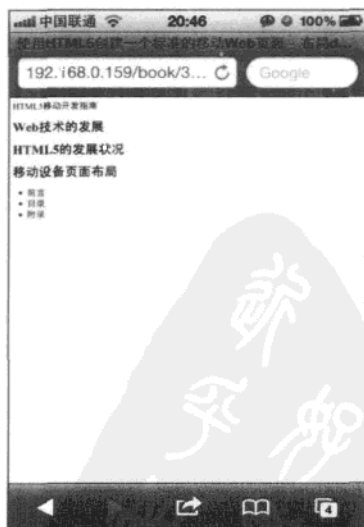 中国联通 20:46 100%
使用HTML5创建一个标准的移动Web页面 - 布局d...
192.168.0.159/book/3... Google
HTML5移动开发指南
Web技术的发展
HTML5的发展状况
移动设备页面布局
• 前言
• 目录
• 附录
4